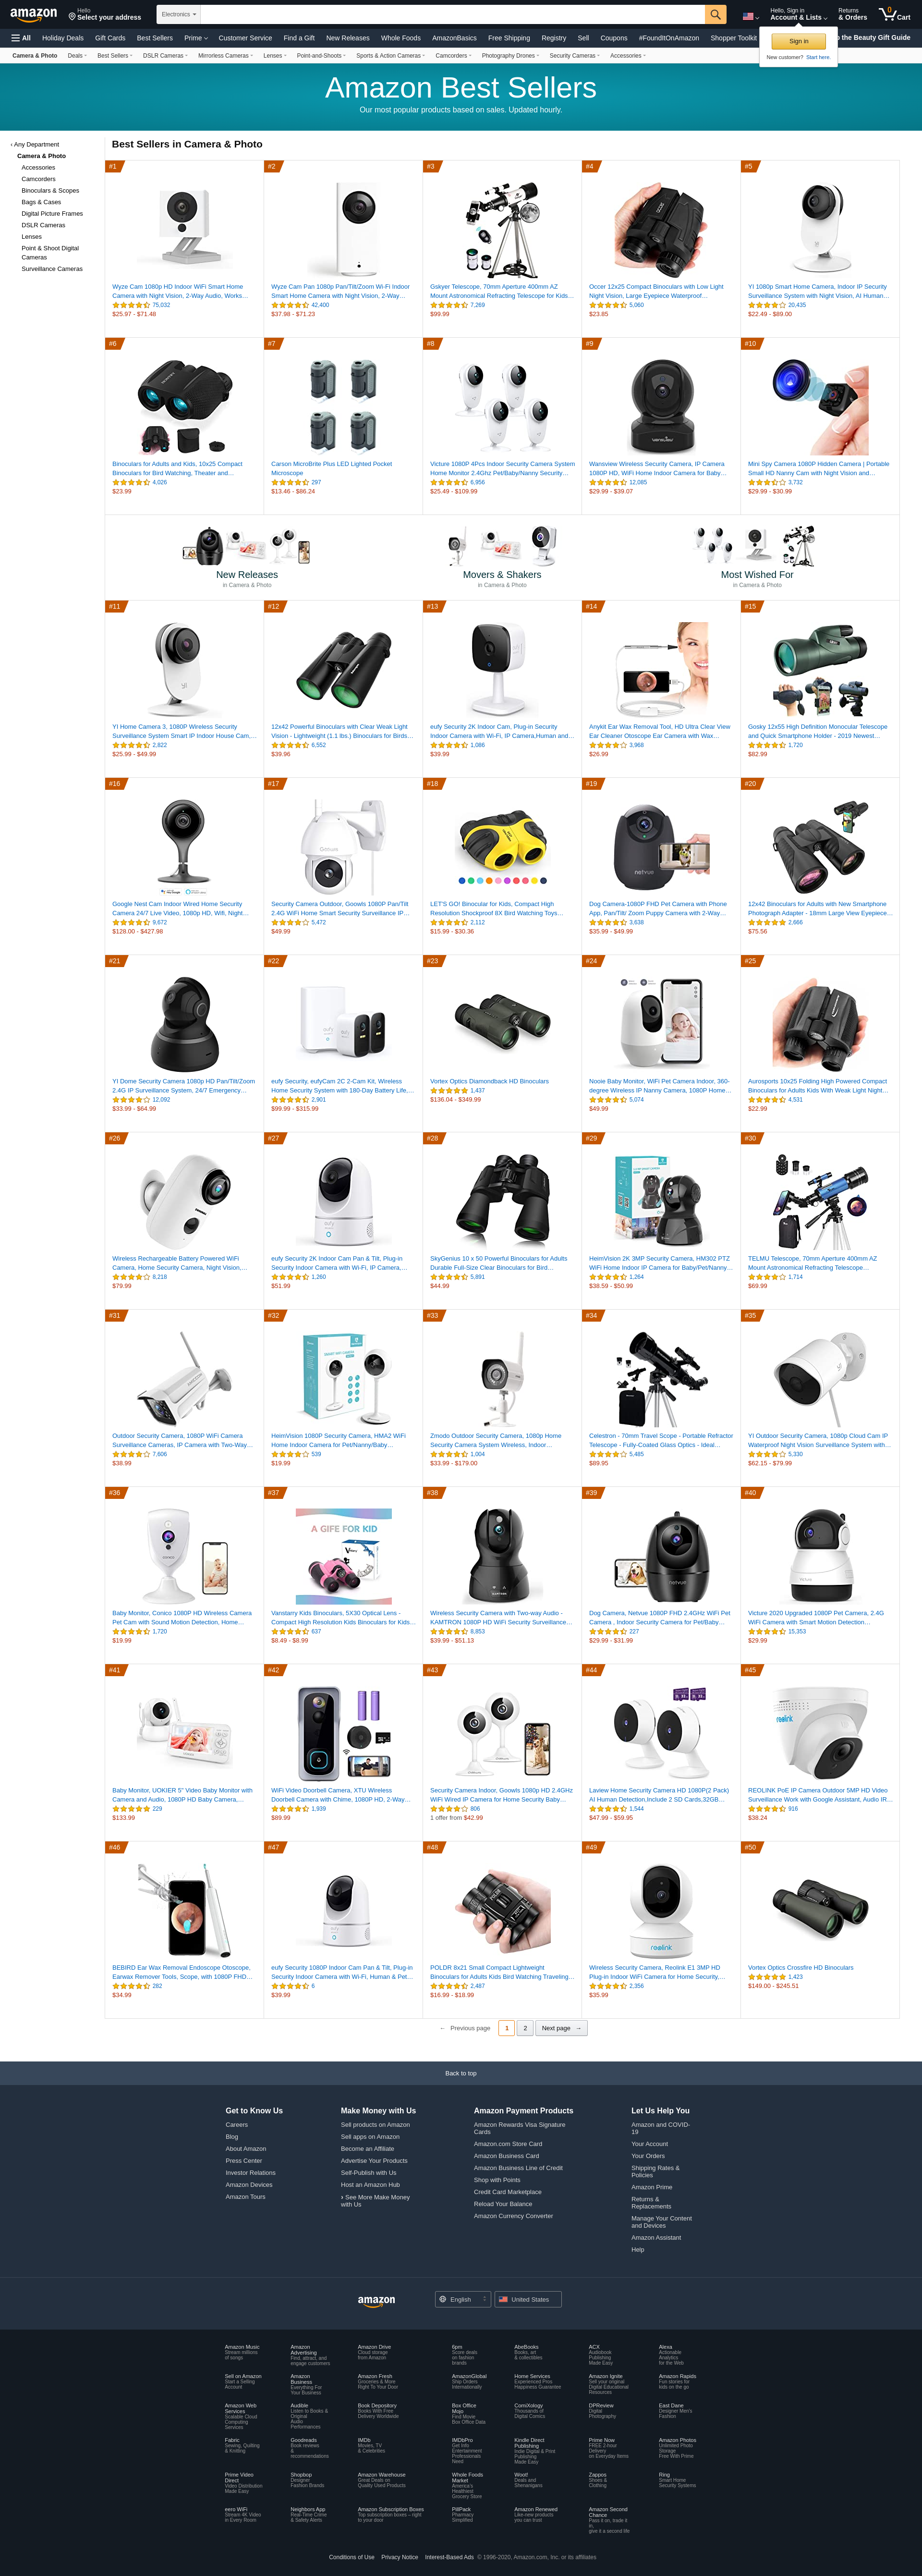 amazon
Hello
Select your address
Electronics
Hello, Sign in
Account & Lists
Returns
& Orders
0
Cart
All
Holiday Deals
Gift Cards
Best Sellers
Prime
Customer Service
Find a Gift
New Releases
Whole Foods
AmazonBasics
Free Shipping
Registry
Sell
Coupons
#FoundItOnAmazon
Shopper Toolkit
the Beauty Gift Guide
Sign in
New customer? Start here
Camera & Photo
Deals
Best Sellers
DSLR Cameras
Mirrorless Cameras
Lenses
Point-and-Shoots
Sports & Action Cameras
Camcorders
Photography Drones
Security Cameras
Accessories
Amazon Best Sellers
Our most popular products based on sales. Updated hourly.
‹ Any Department
Camera & Photo
Accessories
Camcorders
Binoculars & Scopes
Bags & Cases
Digital Picture Frames
DSLR Cameras
Lenses
Point & Shoot Digital
Cameras
Surveillance Cameras
Best Sellers in Camera & Photo
#1
Wyze Cam 1080p HD Indoor WiFi Smart Home
Camera with Night Vision, 2-Way Audio, Works…
75,032
$25.97 - $71.48
#2
Wyze Cam Pan 1080p Pan/Tilt/Zoom Wi-Fi Indoor
Smart Home Camera with Night Vision, 2-Way…
42,400
$37.98 - $71.23
#3
Gskyer Telescope, 70mm Aperture 400mm AZ
Mount Astronomical Refracting Telescope for Kids…
7,269
$99.99
#4
Occer 12x25 Compact Binoculars with Low Light
Night Vision, Large Eyepiece Waterproof…
5,060
$23.85
#5
YI 1080p Smart Home Camera, Indoor IP Security
Surveillance System with Night Vision, AI Human…
20,435
$22.49 - $89.00
#6
Binoculars for Adults and Kids, 10x25 Compact
Binoculars for Bird Watching, Theater and…
4,026
$23.99
#7
Carson MicroBrite Plus LED Lighted Pocket
Microscope
297
$13.46 - $86.24
#8
Victure 1080P 4Pcs Indoor Security Camera System
Home Monitor 2.4Ghz Pet/Baby/Nanny Security…
6,956
$25.49 - $109.99
#9
Wansview Wireless Security Camera, IP Camera
1080P HD, WiFi Home Indoor Camera for Baby…
12,085
$29.99 - $39.07
#10
Mini Spy Camera 1080P Hidden Camera | Portable
Small HD Nanny Cam with Night Vision and…
3,732
$29.99 - $30.99
New Releases
in Camera & Photo
Movers & Shakers
in Camera & Photo
Most Wished For
in Camera & Photo
#11
YI Home Camera 3, 1080P Wireless Security
Surveillance System Smart IP Indoor House Cam,…
2,822
$25.99 - $49.99
#12
12x42 Powerful Binoculars with Clear Weak Light
Vision - Lightweight (1.1 lbs.) Binoculars for Birds…
6,552
$39.96
#13
eufy Security 2K Indoor Cam, Plug-in Security
Indoor Camera with Wi-Fi, IP Camera,Human and…
1,086
$39.99
#14
Anykit Ear Wax Removal Tool, HD Ultra Clear View
Ear Cleaner Otoscope Ear Camera with Wax…
3,968
$26.99
#15
Gosky 12x55 High Definition Monocular Telescope
and Quick Smartphone Holder - 2019 Newest…
1,720
$82.99
#16
Google Nest Cam Indoor Wired Home Security
Camera 24/7 Live Video, 1080p HD, Wifi, Night…
9,672
$128.00 - $427.98
#17
Security Camera Outdoor, Goowls 1080P Pan/Tilt
2.4G WiFi Home Smart Security Surveillance IP…
5,472
$49.99
#18
LET'S GO! Binocular for Kids, Compact High
Resolution Shockproof 8X Bird Watching Toys…
2,112
$15.99 - $30.36
#19
netvue
Dog Camera-1080P FHD Pet Camera with Phone
App, Pan/Tilt/ Zoom Puppy Camera with 2-Way…
3,638
$35.99 - $49.99
#20
12x42 Binoculars for Adults with New Smartphone
Photograph Adapter - 18mm Large View Eyepiece…
2,666
$75.56
#21
YI Dome Security Camera 1080p HD Pan/Tilt/Zoom
2.4G IP Surveillance System, 24/7 Emergency…
12,092
$33.99 - $64.99
#22
eufy Security, eufyCam 2C 2-Cam Kit, Wireless
Home Security System with 180-Day Battery Life,…
2,901
$99.99 - $315.99
#23
Vortex Optics Diamondback HD Binoculars
1,437
$136.04 - $349.99
#24
Nooie Baby Monitor, WiFi Pet Camera Indoor, 360-
degree Wireless IP Nanny Camera, 1080P Home…
5,074
$49.99
#25
Aurosports 10x25 Folding High Powered Compact
Binoculars for Adults Kids With Weak Light Night…
4,531
$22.99
#26
Wireless Rechargeable Battery Powered WiFi
Camera, Home Security Camera, Night Vision,…
8,218
$79.99
#27
eufy Security 2K Indoor Cam Pan & Tilt, Plug-in
Security Indoor Camera with Wi-Fi, IP Camera,…
1,260
$51.99
#28
SkyGenius 10 x 50 Powerful Binoculars for Adults
Durable Full-Size Clear Binoculars for Bird…
5,891
$44.99
#29
HeimVision 2K 3MP Security Camera, HM302 PTZ
WiFi Home Indoor IP Camera for Baby/Pet/Nanny…
1,264
$38.59 - $50.99
#30
TELMU Telescope, 70mm Aperture 400mm AZ
Mount Astronomical Refracting Telescope…
1,714
$69.99
#31
Outdoor Security Camera, 1080P WiFi Camera
Surveillance Cameras, IP Camera with Two-Way…
7,606
$38.99
#32
HeimVision 1080P Security Camera, HMA2 WiFi
Home Indoor Camera for Pet/Nanny/Baby…
539
$19.99
#33
Zmodo Outdoor Security Camera, 1080p Home
Security Camera System Wireless, Indoor…
1,004
$33.99 - $179.00
#34
Celestron - 70mm Travel Scope - Portable Refractor
Telescope - Fully-Coated Glass Optics - Ideal…
5,485
$89.95
#35
YI Outdoor Security Camera, 1080p Cloud Cam IP
Waterproof Night Vision Surveillance System with…
5,330
$62.15 - $79.99
#36
Baby Monitor, Conico 1080P HD Wireless Camera
Pet Cam with Sound Motion Detection, Home…
1,720
$19.99
#37
A GIFE FOR KID
Vanstarry Kids Binoculars, 5X30 Optical Lens -
Compact High Resolution Kids Binoculars for Kids…
637
$8.49 - $8.99
#38
Wireless Security Camera with Two-way Audio -
KAMTRON 1080P HD WiFi Security Surveillance…
8,853
$39.99 - $51.13
#39
netvue
Dog Camera, Netvue 1080P FHD 2.4GHz WiFi Pet
Camera , Indoor Security Camera for Pet/Baby…
227
$29.99 - $31.99
#40
Victure 2020 Upgraded 1080P Pet Camera, 2.4G
WiFi Camera with Smart Motion Detection…
15,353
$29.99
#41
Baby Monitor, UOKIER 5" Video Baby Monitor with
Camera and Audio, 1080P HD Baby Camera,…
229
$133.99
#42
WiFi Video Doorbell Camera, XTU Wireless
Doorbell Camera with Chime, 1080P HD, 2-Way…
1,939
$89.99
#43
Security Camera Indoor, Goowls 1080p HD 2.4GHz
WiFi Wired IP Camera for Home Security Baby…
806
1 offer from $42.99
#44
Laview Home Security Camera HD 1080P(2 Pack)
AI Human Detection,Include 2 SD Cards,32GB…
1,544
$47.99 - $59.95
#45
reolink
REOLINK PoE IP Camera Outdoor 5MP HD Video
Surveillance Work with Google Assistant, Audio IR…
916
$38.24
#46
BEBIRD Ear Wax Removal Endoscope Otoscope,
Earwax Remover Tools, Scope, with 1080P FHD…
282
$34.99
#47
eufy Security 1080P Indoor Cam Pan & Tilt, Plug-in
Security Indoor Camera with Wi-Fi, Human & Pet…
6
$39.99
#48
POLDR 8x21 Small Compact Lightweight
Binoculars for Adults Kids Bird Watching Traveling…
2,487
$16.99 - $18.99
#49
reolink
Wireless Security Camera, Reolink E1 3MP HD
Plug-in Indoor WiFi Camera for Home Security,…
2,356
$35.99
#50
Vortex Optics Crossfire HD Binoculars
1,423
$149.00 - $245.51
← Previous page
1
2
Next page →
Back to top
Get to Know Us
Careers
Blog
About Amazon
Press Center
Investor Relations
Amazon Devices
Amazon Tours
Make Money with Us
Sell products on Amazon
Sell apps on Amazon
Become an Affiliate
Advertise Your Products
Self-Publish with Us
Host an Amazon Hub
› See More Make Money
with Us
Amazon Payment Products
Amazon Rewards Visa Signature
Cards
Amazon.com Store Card
Amazon Business Card
Amazon Business Line of Credit
Shop with Points
Credit Card Marketplace
Reload Your Balance
Amazon Currency Converter
Let Us Help You
Amazon and COVID-
19
Your Account
Your Orders
Shipping Rates &
Policies
Amazon Prime
Returns &
Replacements
Manage Your Content
and Devices
Amazon Assistant
Help
amazon
English
United States
Amazon Music
Stream millions
of songs
Amazon
Advertising
Find, attract, and
engage customers
Amazon Drive
Cloud storage
from Amazon
6pm
Score deals
on fashion
brands
AbeBooks
Books, art
& collectibles
ACX
Audiobook
Publishing
Made Easy
Alexa
Actionable
Analytics
for the Web
Sell on Amazon
Start a Selling
Account
Amazon
Business
Everything For
Your Business
Amazon Fresh
Groceries & More
Right To Your Door
AmazonGlobal
Ship Orders
Internationally
Home Services
Experienced Pros
Happiness Guarantee
Amazon Ignite
Sell your original
Digital Educational
Resources
Amazon Rapids
Fun stories for
kids on the go
Amazon Web
Services
Scalable Cloud
Computing
Services
Audible
Listen to Books &
Original
Audio
Performances
Book Depository
Books With Free
Delivery Worldwide
Box Office
Mojo
Find Movie
Box Office Data
ComiXology
Thousands of
Digital Comics
DPReview
Digital
Photography
East Dane
Designer Men's
Fashion
Fabric
Sewing, Quilting
& Knitting
Goodreads
Book reviews
&
recommendations
IMDb
Movies, TV
& Celebrities
IMDbPro
Get Info
Entertainment
Professionals
Need
Kindle Direct
Publishing
Indie Digital & Print
Publishing
Made Easy
Prime Now
FREE 2-hour
Delivery
on Everyday Items
Amazon Photos
Unlimited Photo
Storage
Free With Prime
Prime Video
Direct
Video Distribution
Made Easy
Shopbop
Designer
Fashion Brands
Amazon Warehouse
Great Deals on
Quality Used Products
Whole Foods
Market
America's
Healthiest
Grocery Store
Woot!
Deals and
Shenanigans
Zappos
Shoes &
Clothing
Ring
Smart Home
Security Systems
eero WiFi
Stream 4K Video
in Every Room
Neighbors App
Real-Time Crime
& Safety Alerts
Amazon Subscription Boxes
Top subscription boxes – right
to your door
PillPack
Pharmacy
Simplified
Amazon Renewed
Like-new products
you can trust
Amazon Second
Chance
Pass it on, trade it
in,
give it a second life
Conditions of Use
Privacy Notice
Interest-Based Ads
© 1996-2020, Amazon.com, Inc. or its affiliates